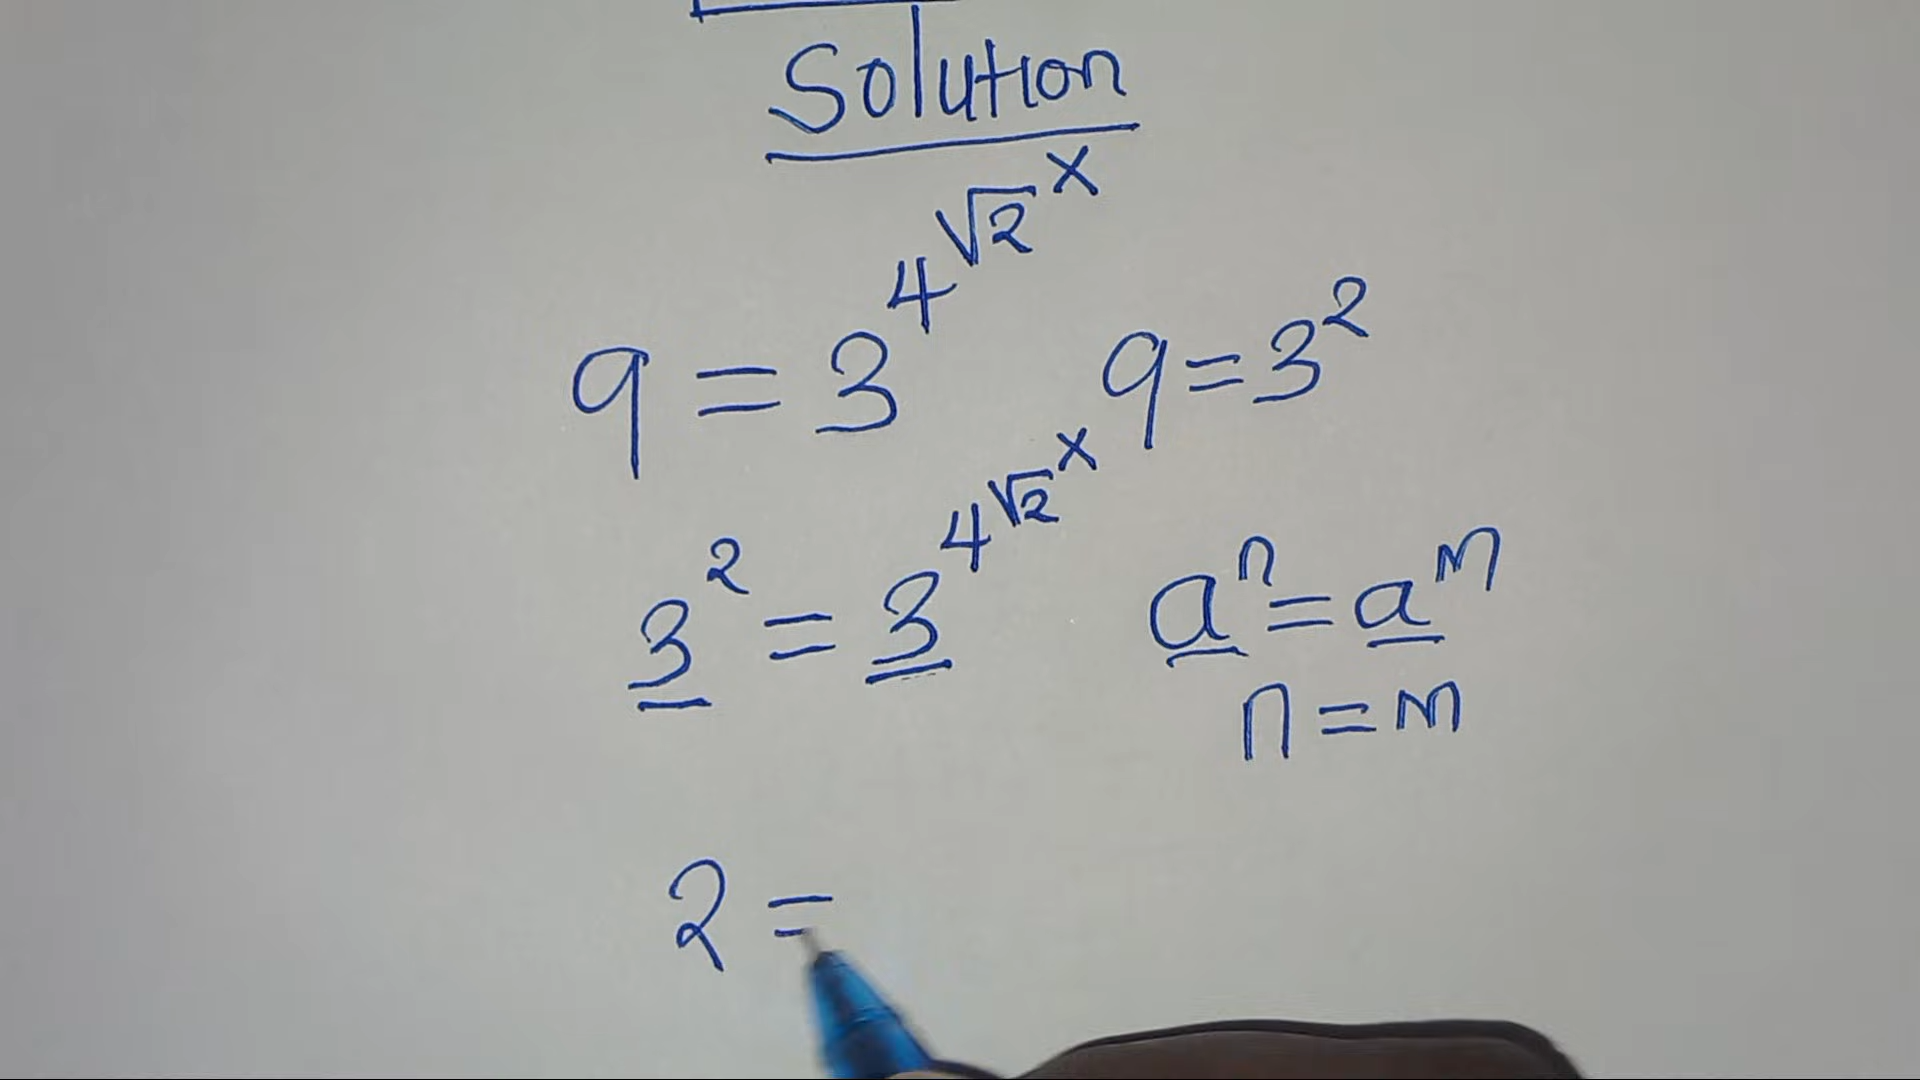 Solution
9 = 3^4^√2^x 9 = 3^2
3^2 = 3^4^√2^x a^n = a^m
n = m
2 =